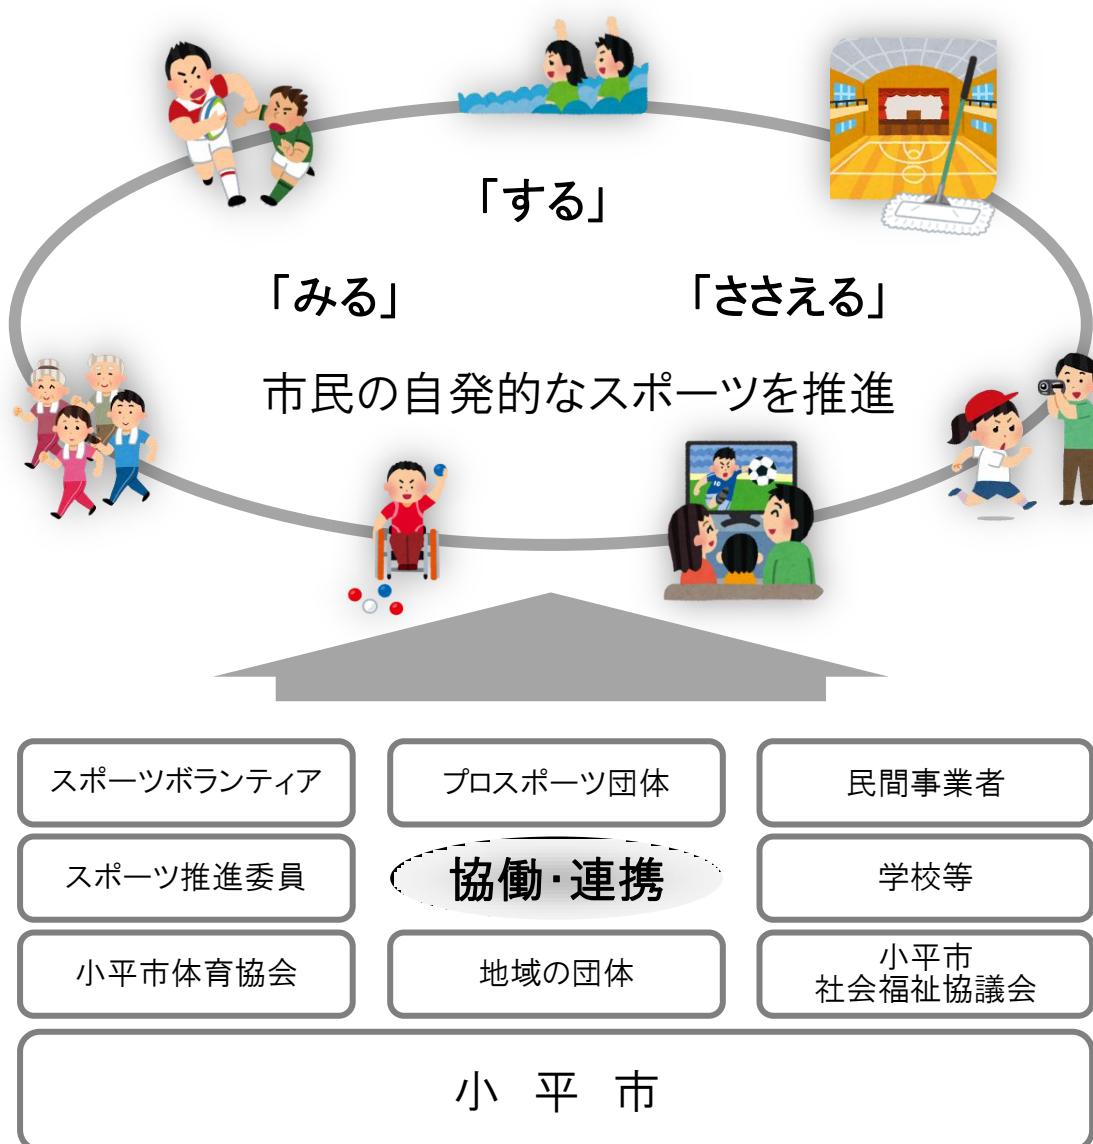 「する」
「みる」
「ささえる」
市民の自発的なスポーツを推進
スポーツボランティア
プロスポーツ団体
民間事業者
スポーツ推進委員
協働・連携
学校等
小平市体育協会
地域の団体
小平市
社会福祉協議会
小　平　市